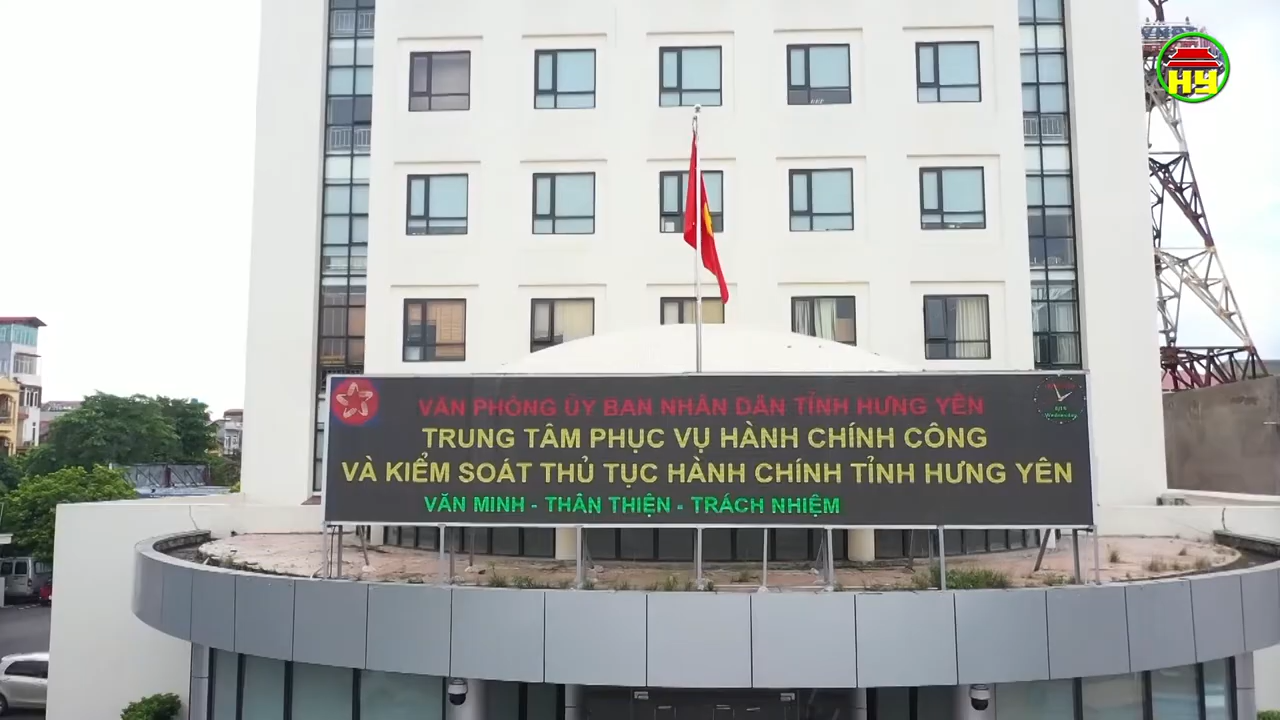 HY
VĂN PHÒNG ỦY BAN NHÂN DÂN TỈNH HƯNG YÊN
TRUNG TÂM PHỤC VỤ HÀNH CHÍNH CÔNG
VÀ KIỂM SOÁT THỦ TỤC HÀNH CHÍNH TỈNH HƯNG YÊN
VĂN MINH - THÂN THIỆN - TRÁCH NHIỆM
Wednesday